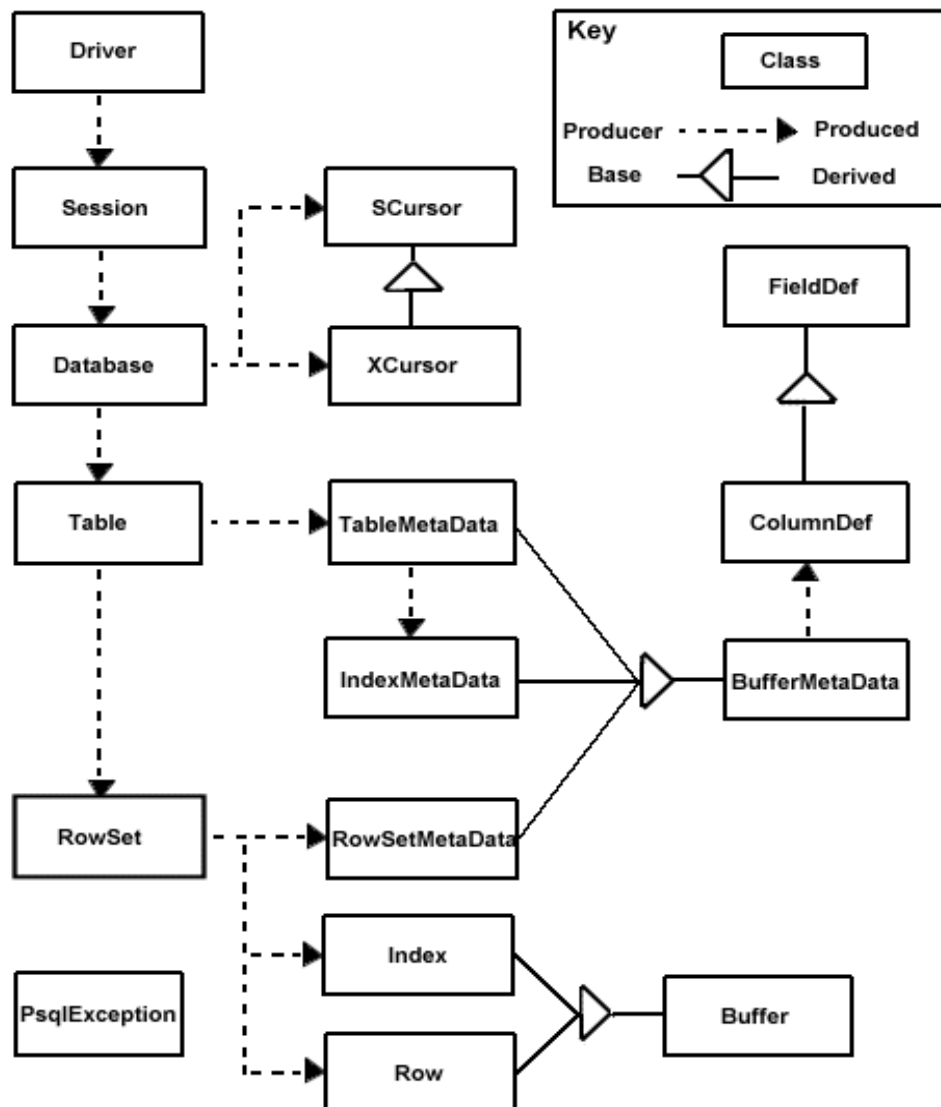 Driver
Key
Class
Producer
Produced
Base
Derived
Session
SCursor
FieldDef
Database
XCursor
Table
TableMetaData
ColumnDef
IndexMetaData
BufferMetaData
RowSet
RowSetMetaData
Index
PsqlException
Buffer
Row